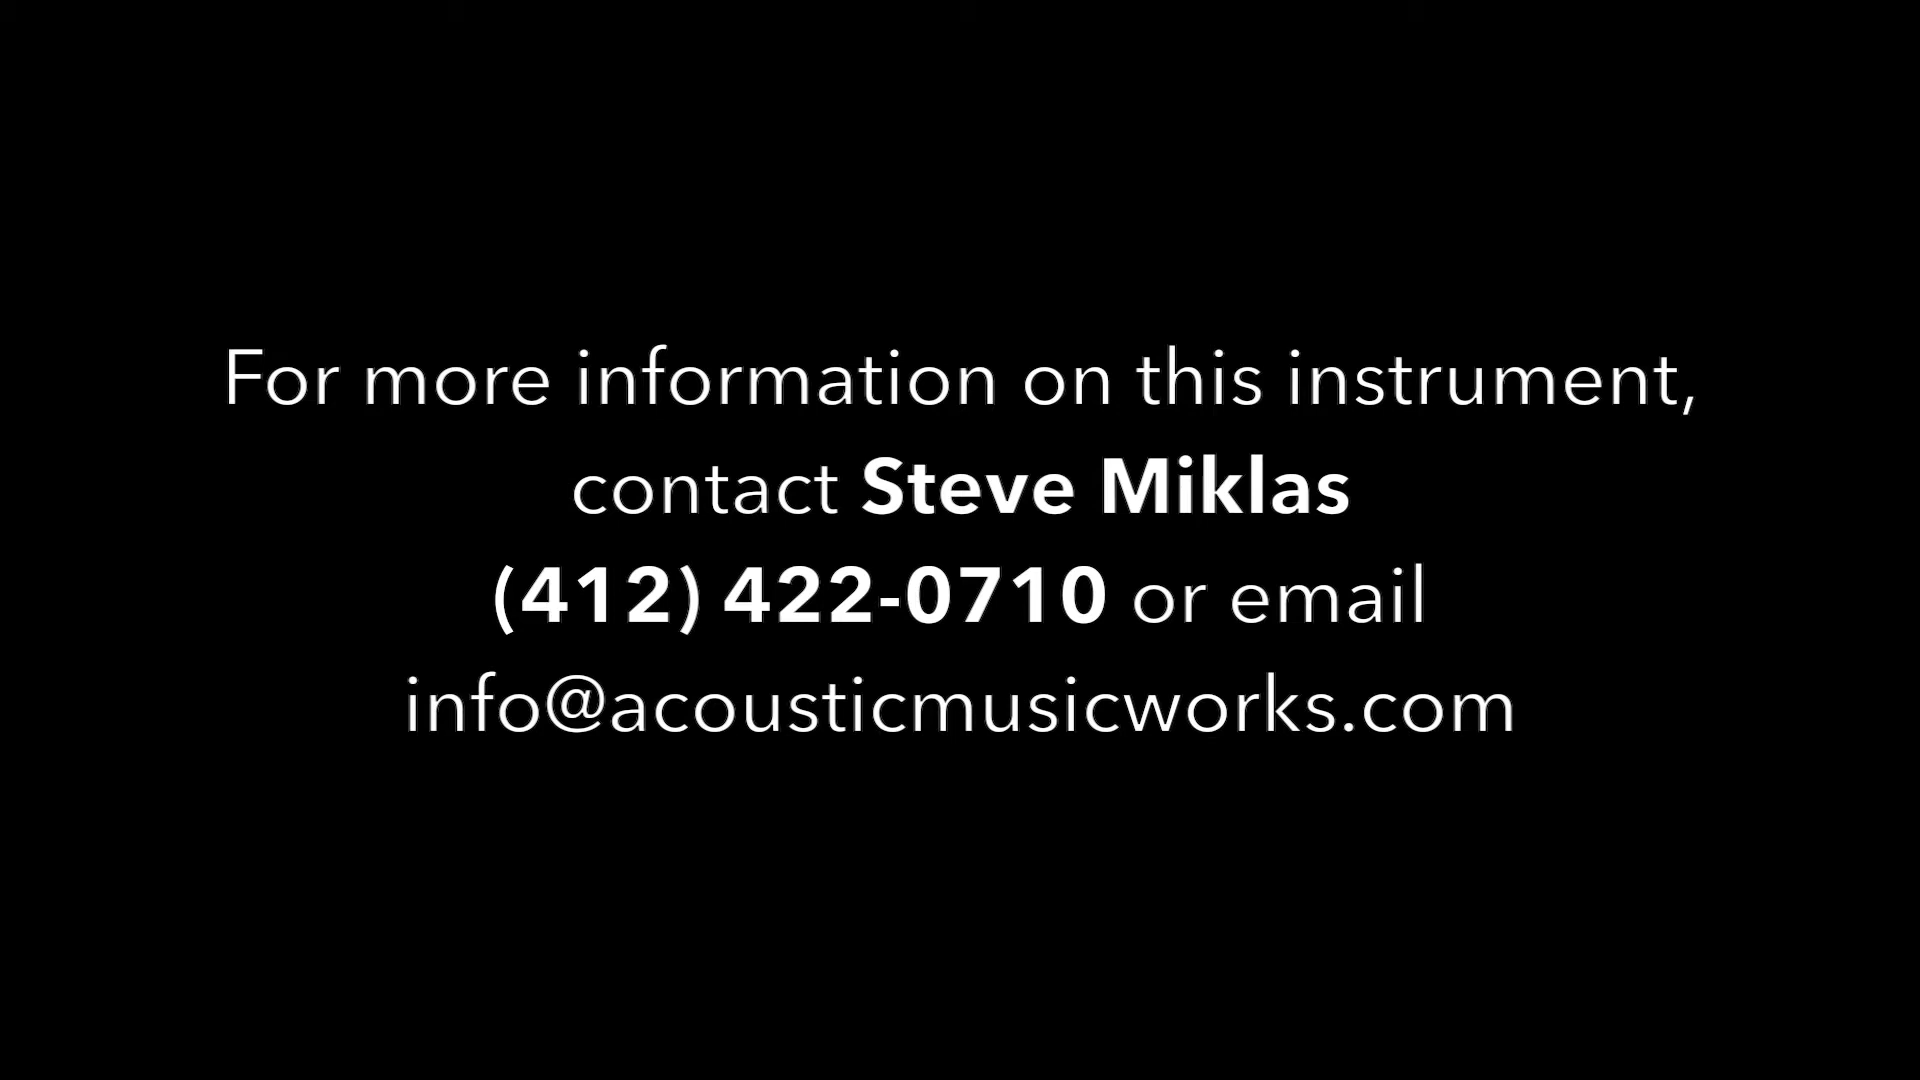 For more information on this instrument,
contact Steve Miklas
(412) 422-0710 or email
info@acousticmusicworks.com